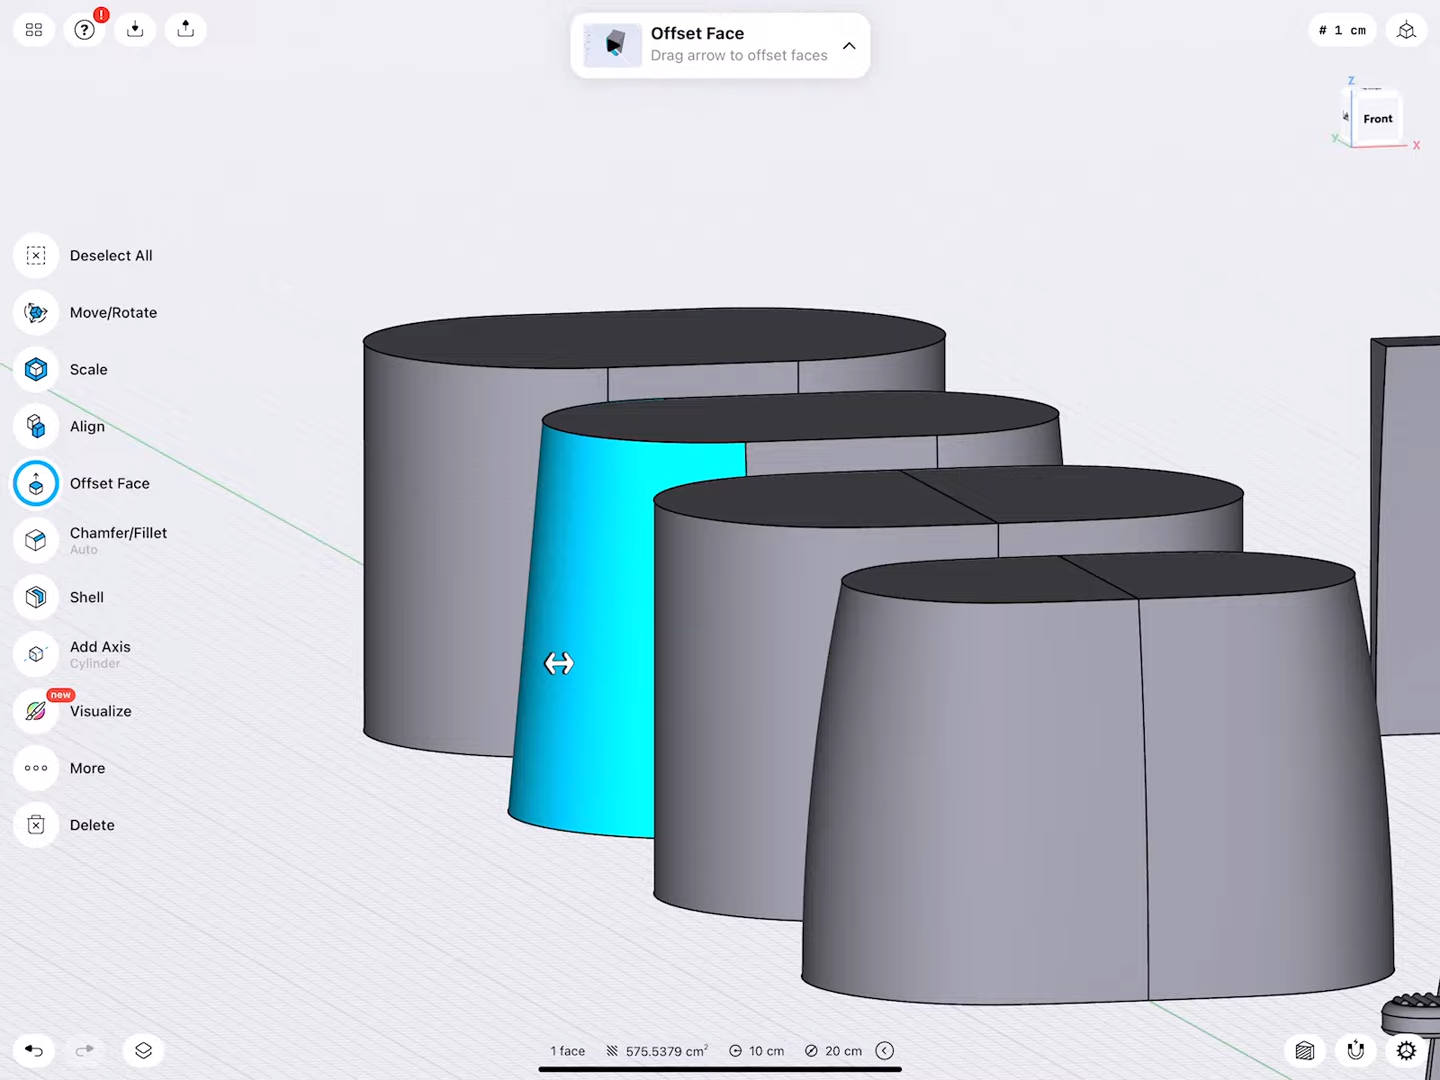 !
Offset Face
Drag arrow to offset faces
# 1 cm
Z
Front
Y
X
Deselect All
Move/Rotate
Scale
Align
Offset Face
Chamfer/Fillet
Auto
Shell
Add Axis
Cylinder
new
Visualize
More
Delete
1 face 575.5379 cm² 10 cm 20 cm